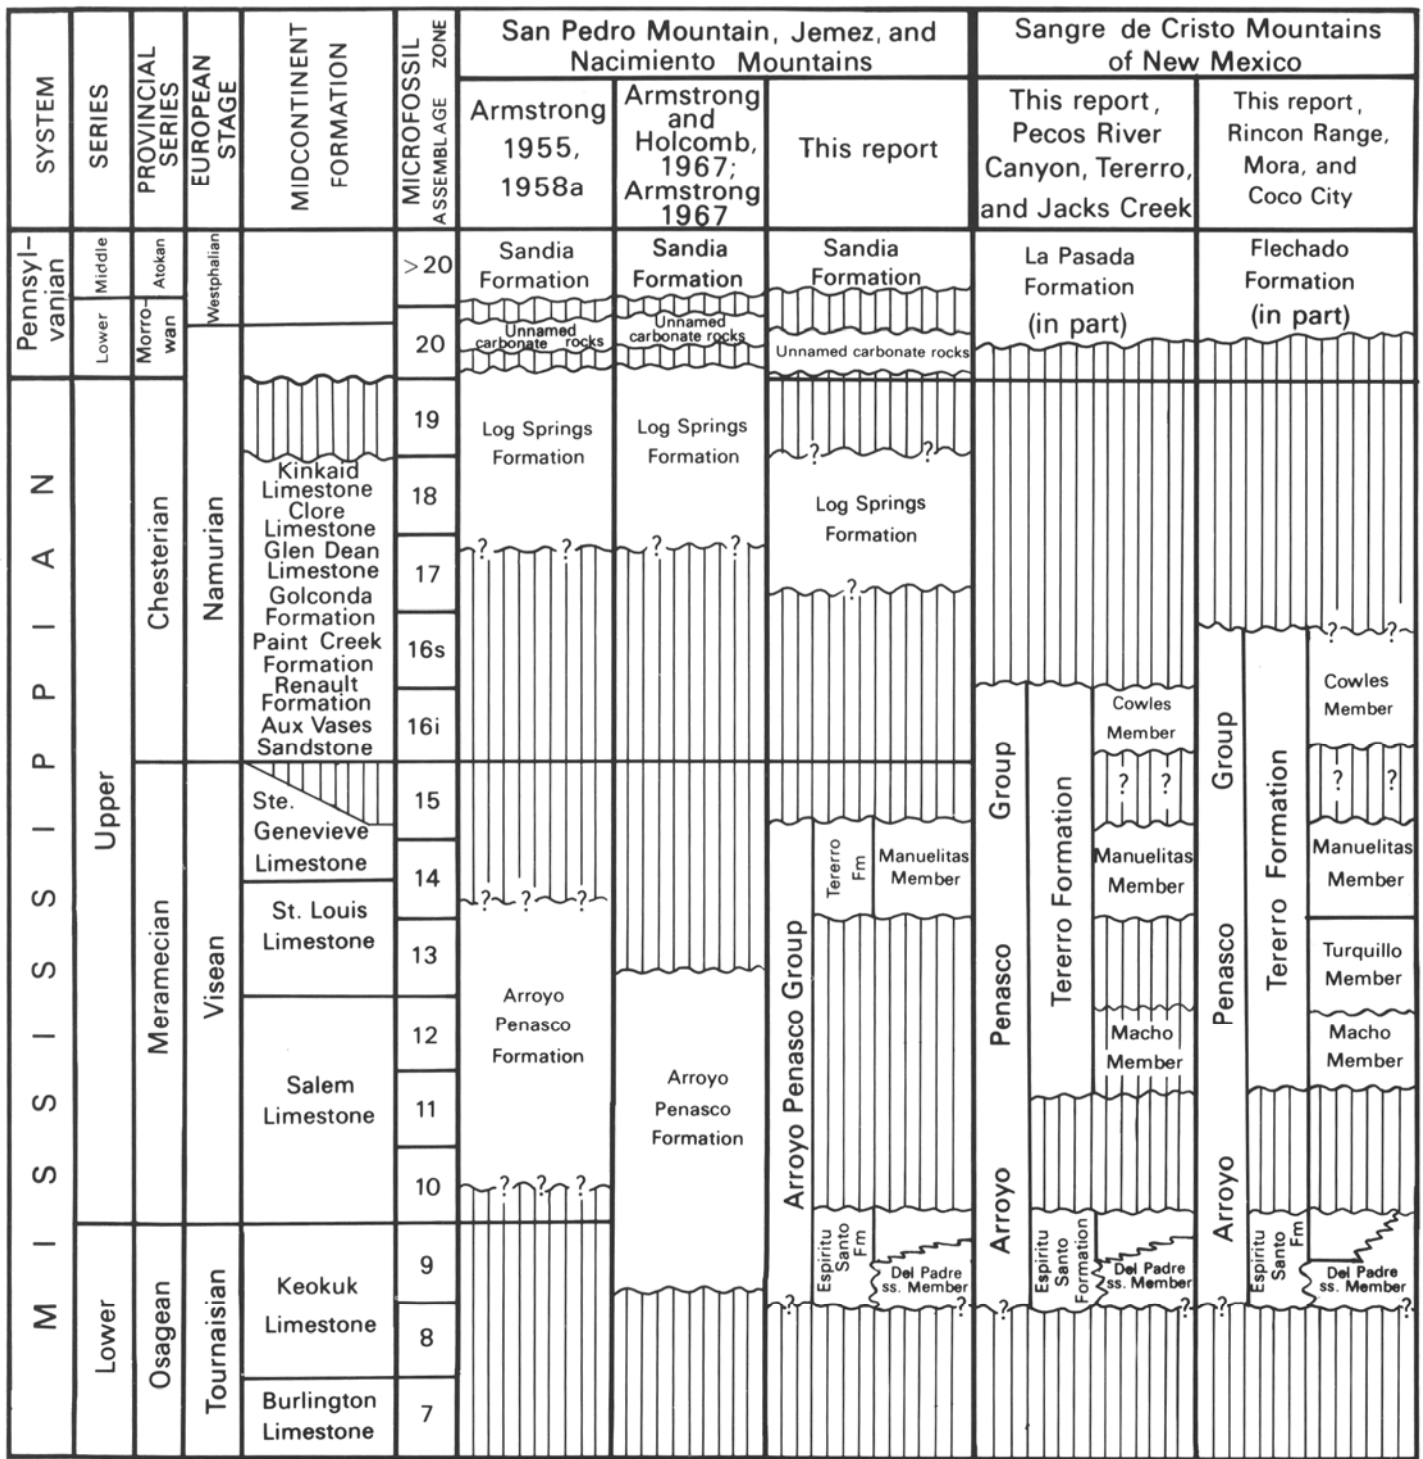 SYSTEM
SERIES
PROVINCIAL
SERIES
EUROPEAN
STAGE
MIDCONTINENT
FORMATION
MICROFOSSIL
ASSEMBLAGE ZONE
San Pedro Mountain, Jemez, and
Nacimiento Mountains
Sangre de Cristo Mountains
of New Mexico
Armstrong
1955,
1958a
Armstrong
and
Holcomb,
1967;
Armstrong
1967
This report
This report,
Pecos River
Canyon, Tererro,
and Jacks Creek
This report,
Rincon Range,
Mora, and
Coco City
Pennsyl-
vanian
MISSISSIPPIAN
Middle
Lower
Upper
Lower
Atokan
Morro-
wan
Chesterian
Meramecian
Osagean
Westphalian
Namurian
Visean
Tournaisian
Kinkaid
Limestone
Clore
Limestone
Glen Dean
Limestone
Golconda
Formation
Paint Creek
Formation
Renault
Formation
Aux Vases
Sandstone
Ste.
Genevieve
Limestone
St. Louis
Limestone
Salem
Limestone
Keokuk
Limestone
Burlington
Limestone
>20
20
19
18
17
16s
16i
15
14
13
12
11
10
9
8
7
Sandia
Formation
Unnamed
carbonate rocks
Log Springs
Formation
? ?
? ? ?
Arroyo
Penasco
Formation
? ? ?
Sandia
Formation
Unnamed
carbonate rocks
Log Springs
Formation
? ?
Arroyo
Penasco
Formation
Sandia
Formation
Unnamed carbonate rocks
? ?
Log Springs
Formation
?
Arroyo Penasco Group
Tererro
Fm
Manuelitas
Member
Espiritu
Santo
Fm
Del Padre
ss. Member
? ?
La Pasada
Formation
(in part)
Arroyo Penasco Group
Tererro Formation
Cowles
Member
? ?
Manuelitas
Member
Macho
Member
Espiritu
Santo
Formation
Del Padre
ss. Member
? ?
Flechado
Formation
(in part)
Arroyo Penasco Group
Tererro Formation
? ?
Cowles
Member
? ?
Manuelitas
Member
Turquillo
Member
Macho
Member
Espiritu
Santo
Fm
Del Padre
ss. Member
? ?